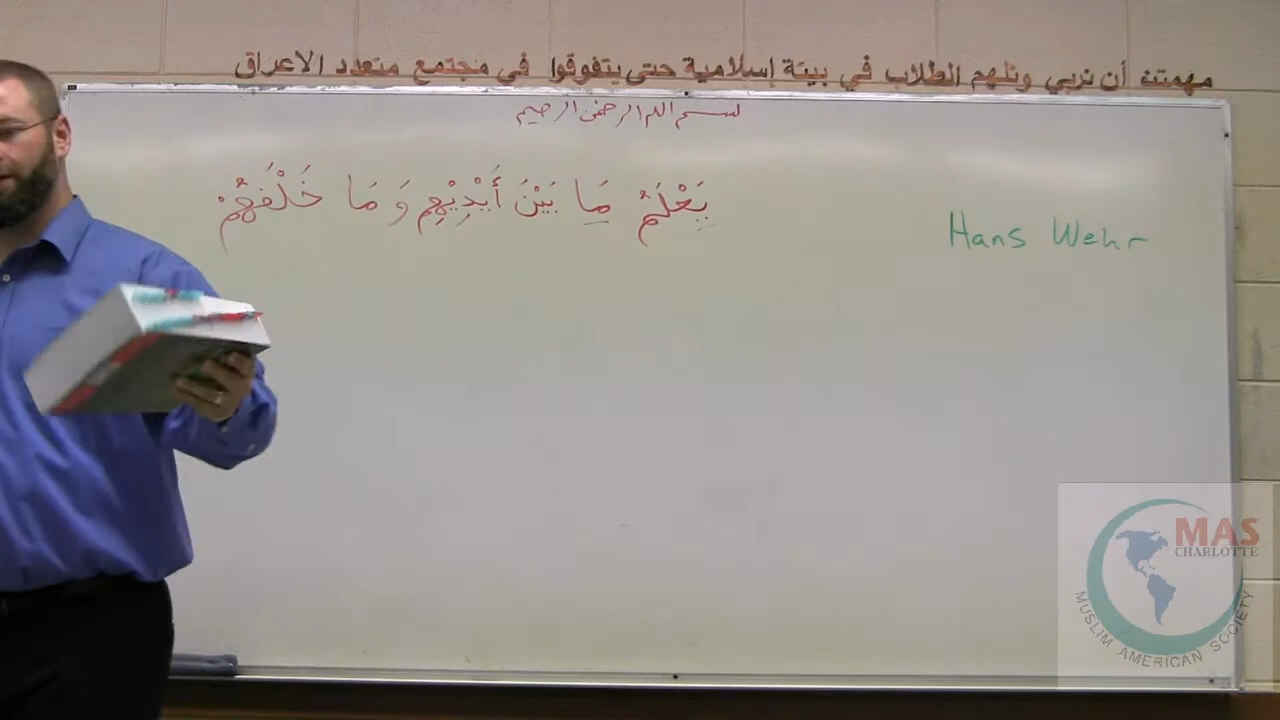 مهمتنا أن نربي ونلهم الطلاب في بيئة إسلامية حتى يتفوقوا في مجتمع متعدد الاعراق
بسم الله الرحمن الرحيم
يَعْلَمُ مَا بَيْنَ أَيْدِيْهِم وَ مَا خَلْفَهُمْ
Hans Wehr
MAS
CHARLOTTE
MUSLIM AMERICAN SOCIETY